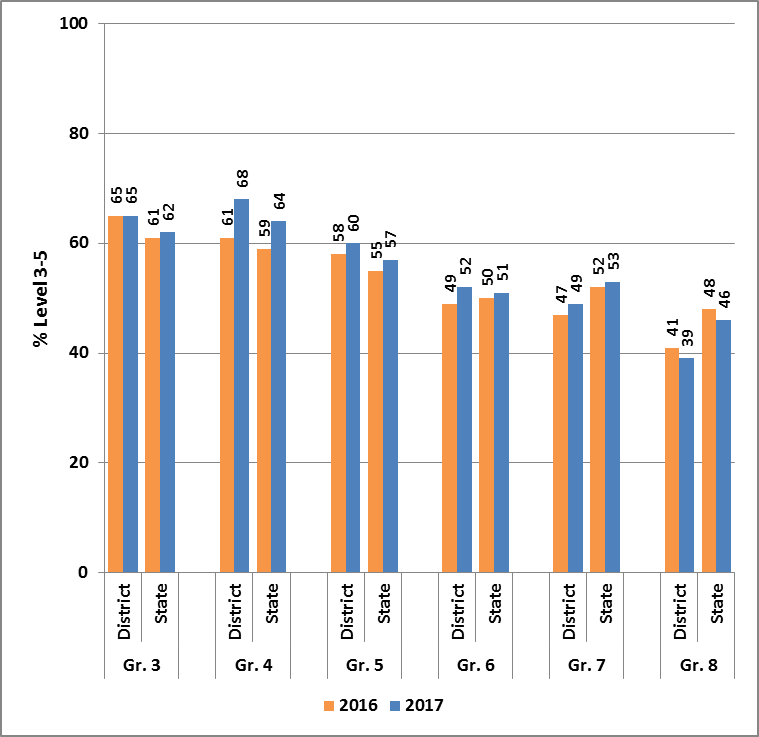 100
80
60
40
20
0
% Level 3-5
65 65 61 62
61 68 59 64
58 60 55 57
49 52 50 51
47 49 52 53
41 39 48 46
District State District State District State District State District State District State
Gr. 3 Gr. 4 Gr. 5 Gr. 6 Gr. 7 Gr. 8
2016 2017